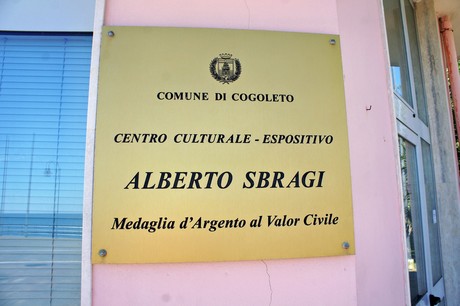 COMUNE DI COGOLETO
CENTRO CULTURALE - ESPOSITIVO
ALBERTO SBRAGI
Medaglia d'Argento al Valor Civile